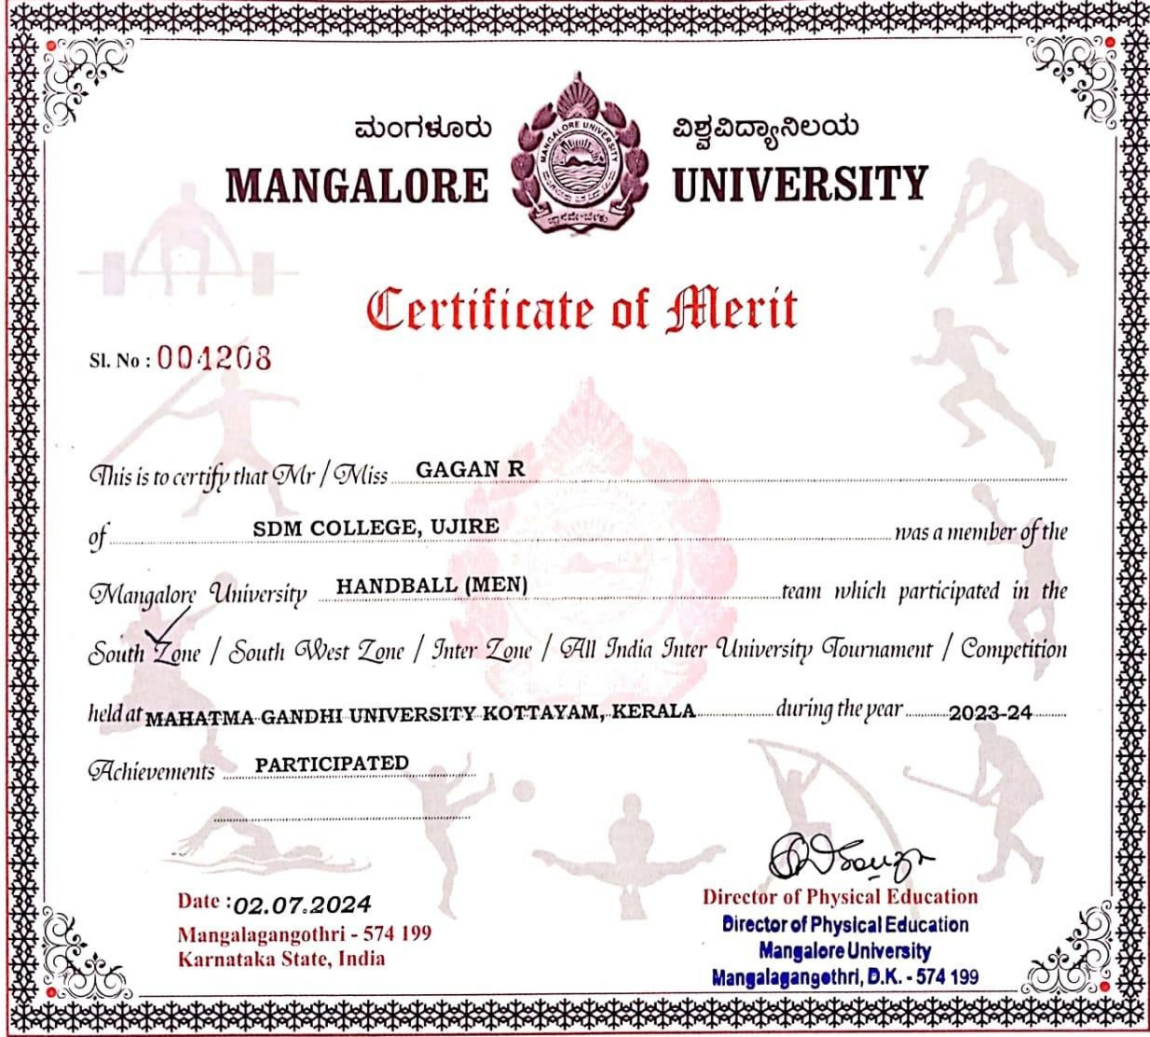 ಮಂಗಳೂರು ವಿಶ್ವವಿದ್ಯಾನಿಲಯ
MANGALORE UNIVERSITY
MANGALORE UNIVERSITY
Certificate of Merit
Sl. No : 001208
This is to certify that Mr / Miss GAGAN R
of SDM COLLEGE, UJIRE was a member of the
Mangalore University HANDBALL (MEN) team which participated in the
South Zone / South West Zone / Inter Zone / All India Inter University Tournament / Competition
held at MAHATMA GANDHI UNIVERSITY KOTTAYAM, KERALA during the year 2023-24
Achievements PARTICIPATED
Date : 02.07.2024
Mangalagangothri - 574 199
Karnataka State, India
Director of Physical Education
Director of Physical Education
Mangalore University
Mangalagangothri, D.K. - 574 199